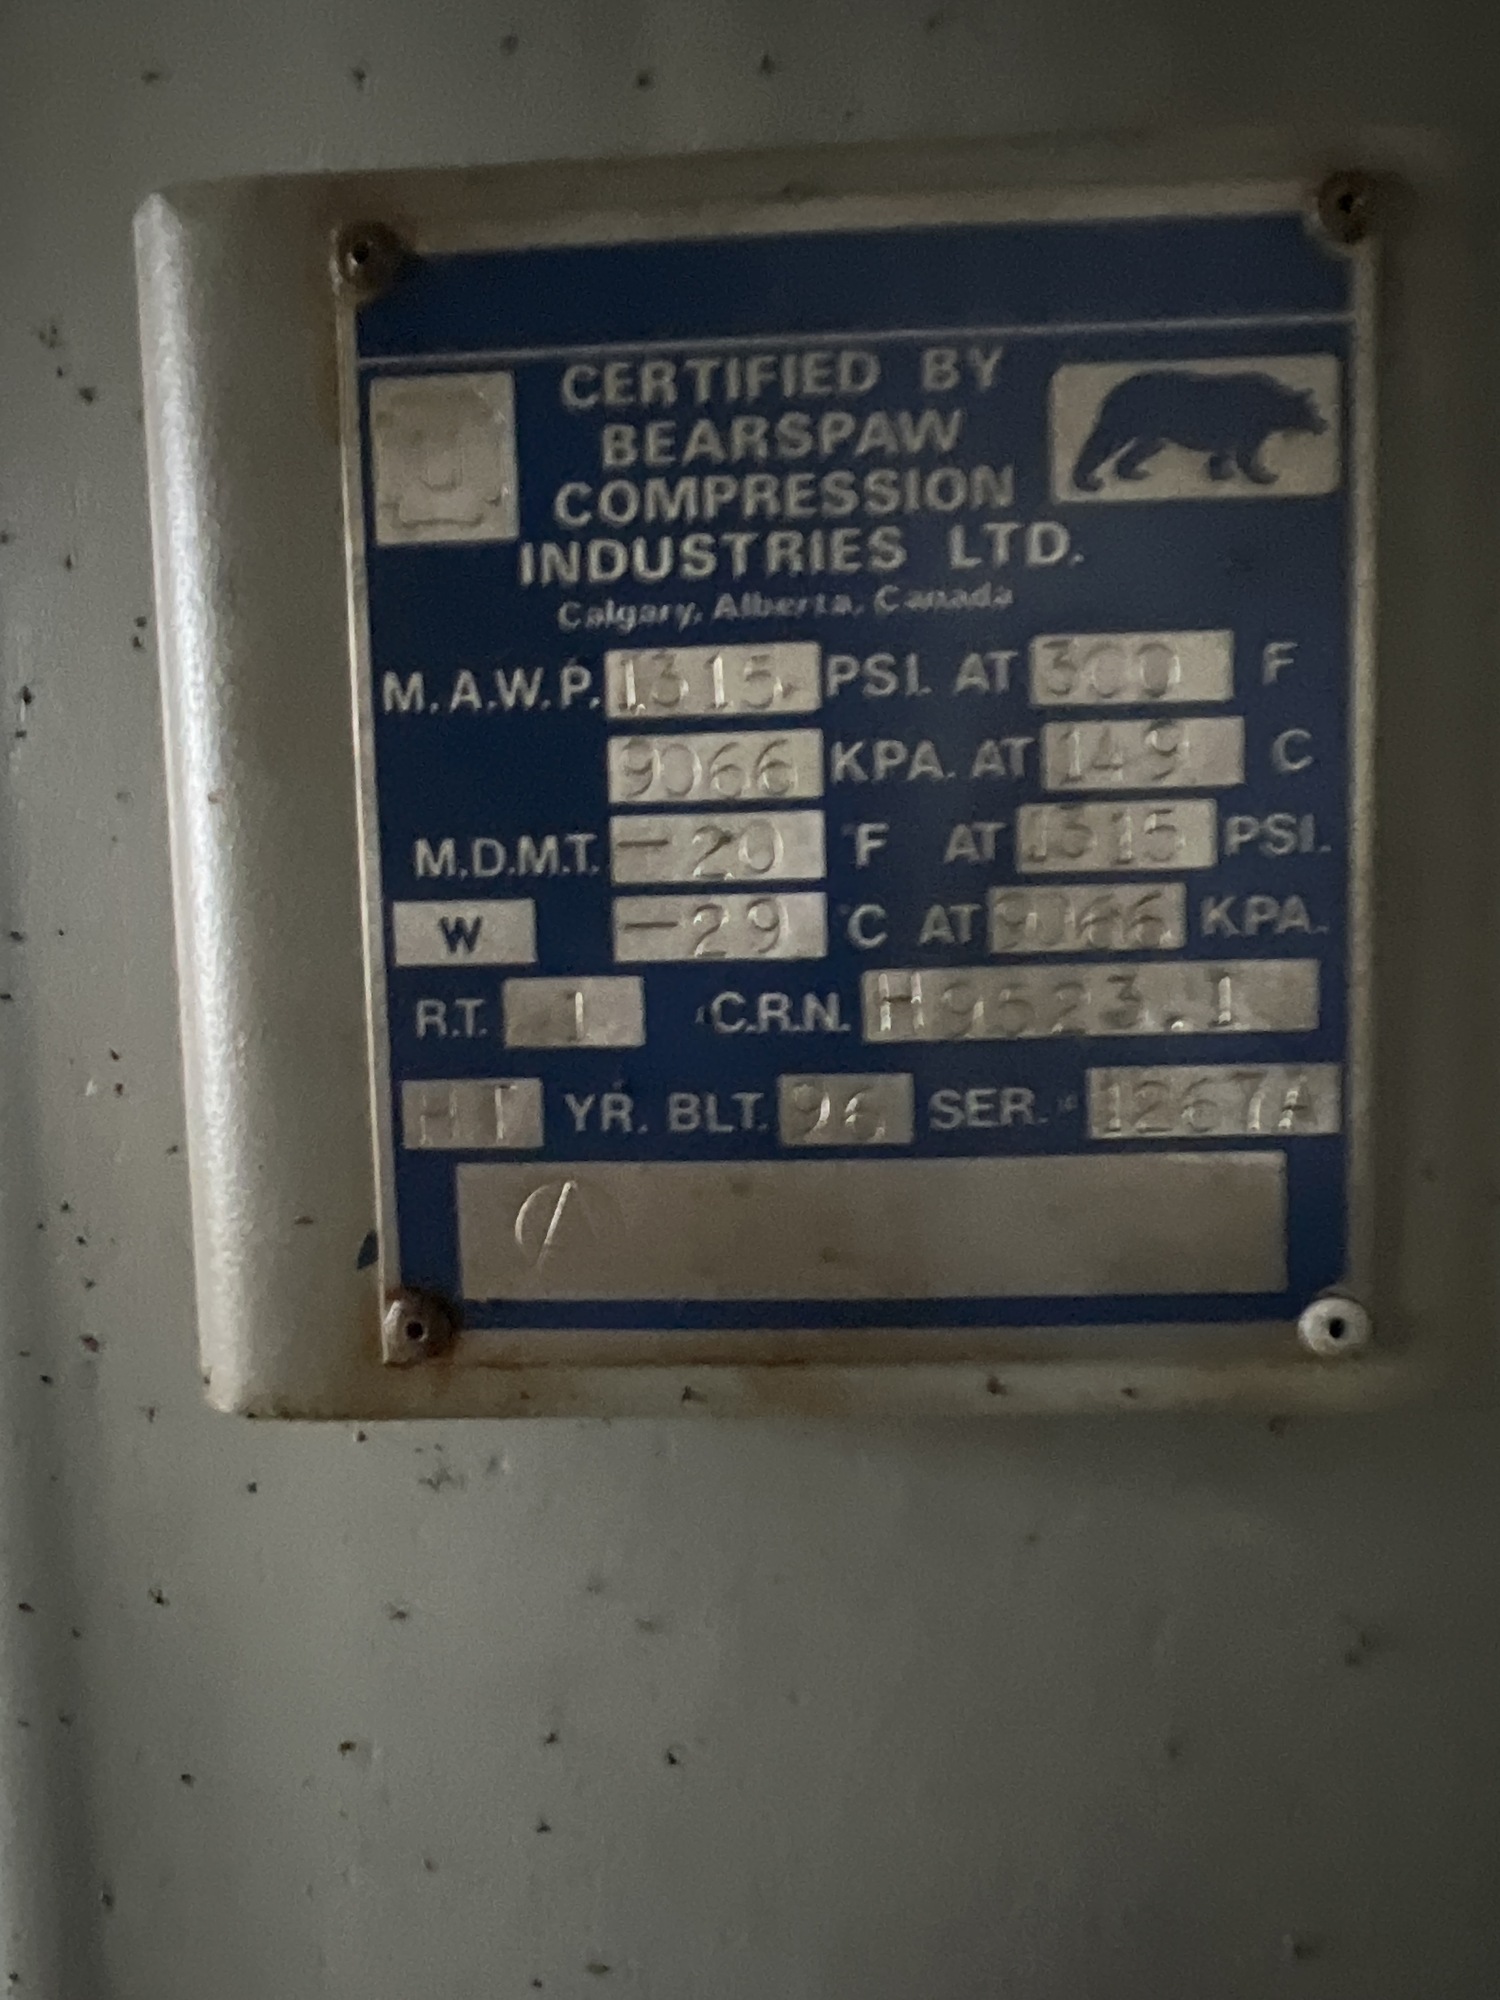 CERTIFIED BY
BEARSPAW
COMPRESSION
INDUSTRIES LTD.
Calgary, Alberta, Canada
U
M.A.W.P. 1315 PSI. AT 300 F
9066 KPA. AT 149 C
M.D.M.T. -20 °F AT 1315 PSI.
W -29 °C AT 9066 KPA.
R.T. 1 C.R.N. H9523.1
HT YR. BLT. 96 SER. 1267A